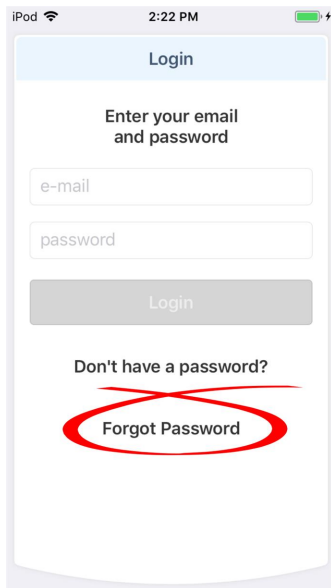 iPod 2:22 PM
Login
Enter your email
and password
e-mail
password
Login
Don't have a password?
Forgot Password